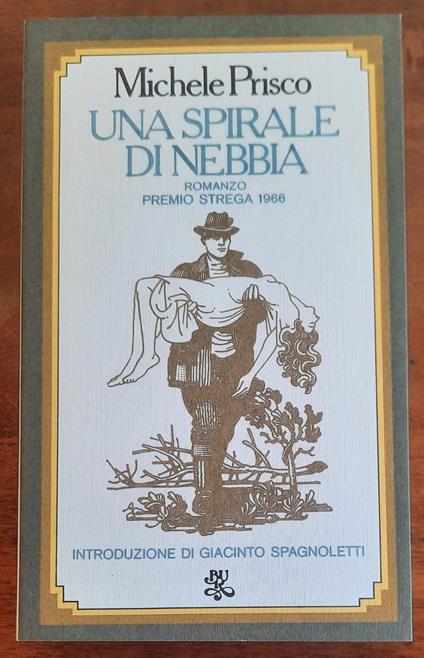 Michele Prisco
UNA SPIRALE
DI NEBBIA
ROMANZO
PREMIO STREGA 1966
INTRODUZIONE DI GIACINTO SPAGNOLETTI
BUR